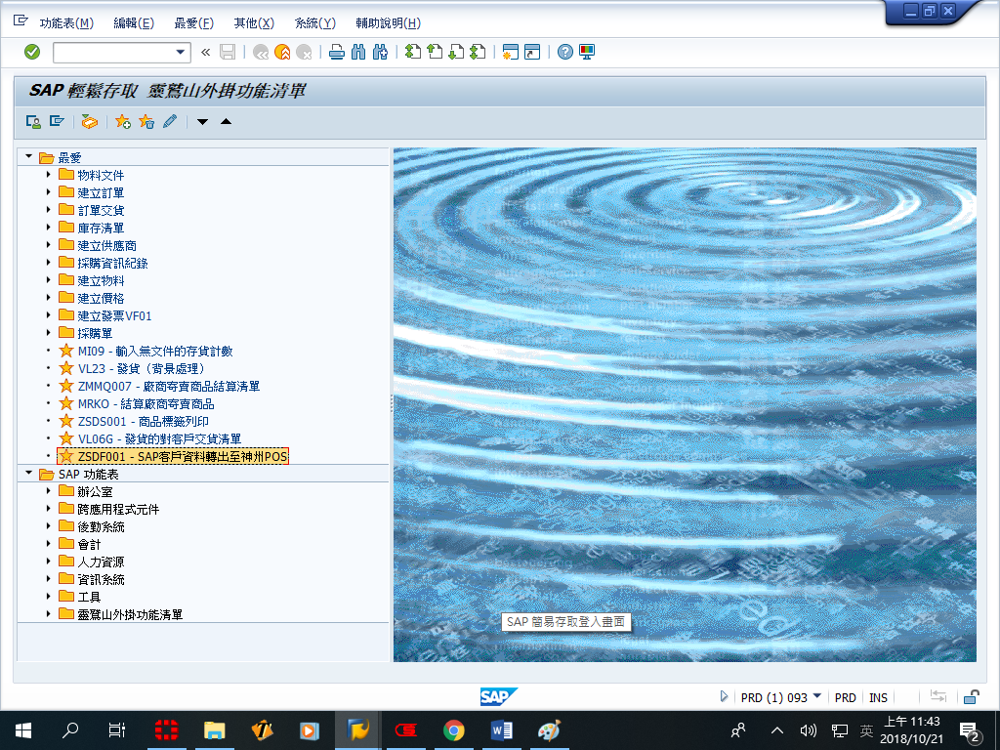 功能表(M) 編輯(E) 最愛(F) 其他(X) 系統(Y) 輔助說明(H)
SAP 輕鬆存取 靈鷲山外掛功能清單
最愛
物料文件
建立訂單
訂單交貨
庫存清單
建立供應商
採購資訊紀錄
建立物料
建立價格
建立發票VF01
採購單
MI09 - 輸入無文件的存貨計數
VL23 - 發貨（背景處理）
ZMMQ007 - 廠商寄賣商品結算清單
MRKO - 結算廠商寄賣商品
ZSDS001 - 商品標籤列印
VL06G - 發貨的對客戶交貨清單
ZSDF001 - SAP客戶資料轉出至神州POS
SAP 功能表
辦公室
跨應用程式元件
後勤系統
會計
人力資源
資訊系統
工具
靈鷲山外掛功能清單
SAP 簡易存取登入畫面
SAP
PRD (1) 093 PRD INS
英
上午 11:43
2018/10/21
2